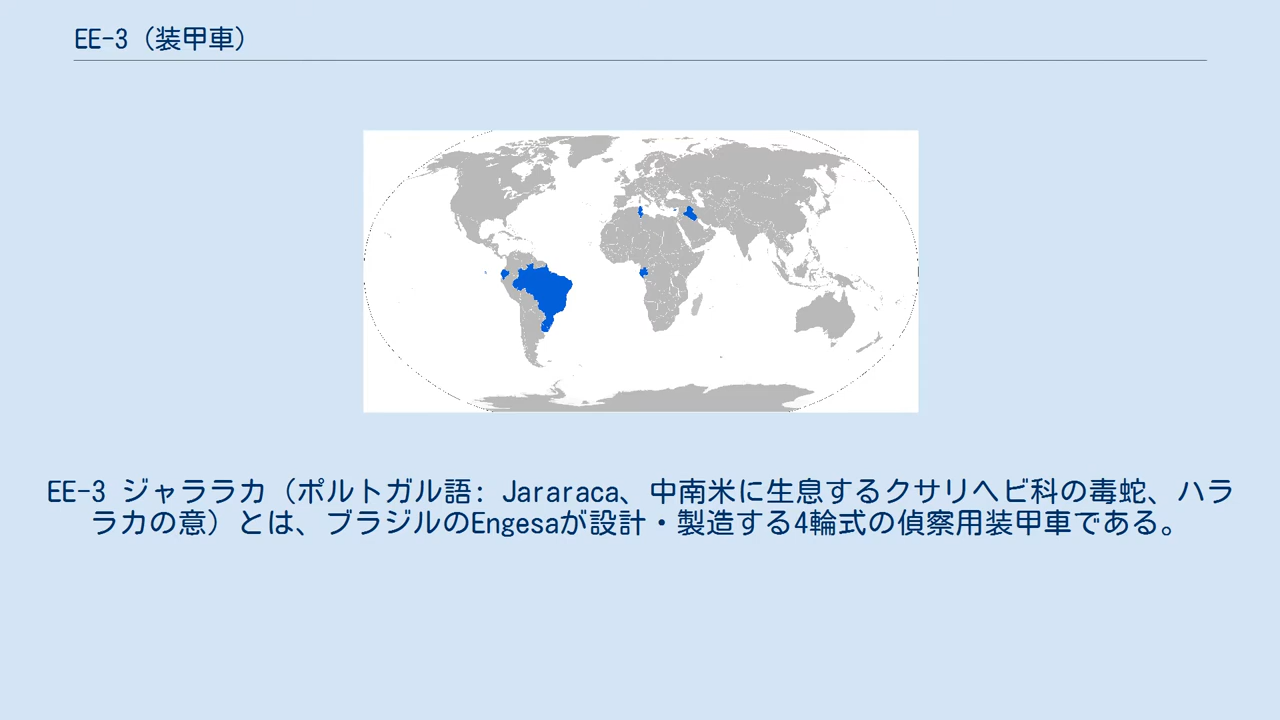 EE-3（装甲車）
EE-3 ジャララカ（ポルトガル語: Jararaca、中南米に生息するクサリヘビ科の毒蛇、ハラ
ラカの意）とは、ブラジルのEngesaが設計・製造する4輪式の偵察用装甲車である。